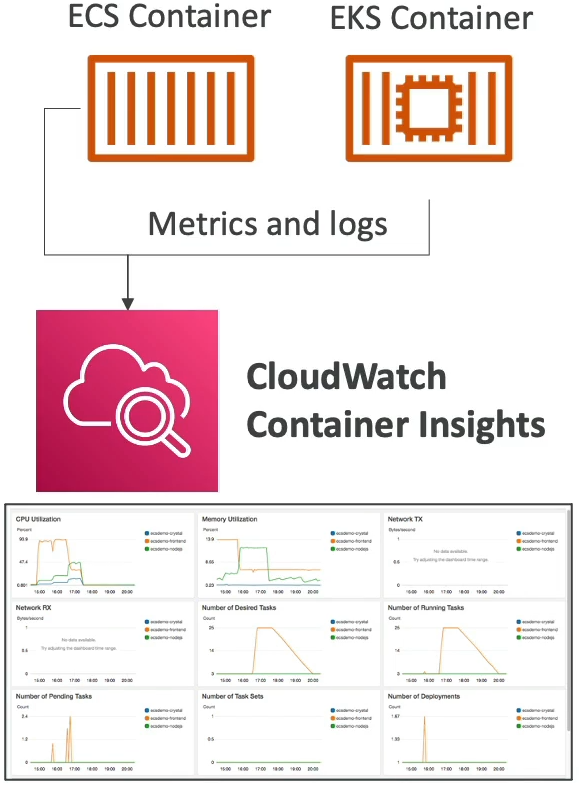 ECS Container
EKS Container
Metrics and logs
CloudWatch
Container Insights
CPU Utilization
Percent
93.9
47.4
0.867
15:00 16:00 17:00 18:00 19:00 20:00
ecsdemo-crystal
ecsdemo-frontend
ecsdemo-nodejs
Memory Utilization
Percent
13.9
8.55
3.23
15:00 16:00 17:00 18:00 19:00 20:00
ecsdemo-crystal
ecsdemo-frontend
ecsdemo-nodejs
Network TX
Bytes/second
1
0.5
0
No data available.
Try adjusting the dashboard time range.
15:00 16:00 17:00 18:00 19:00 20:00
ecsdemo-crystal
ecsdemo-frontend
ecsdemo-nodejs
Network RX
Bytes/second
1
0.5
0
No data available.
Try adjusting the dashboard time range.
15:00 16:00 17:00 18:00 19:00 20:00
ecsdemo-crystal
ecsdemo-frontend
ecsdemo-nodejs
Number of Desired Tasks
Count
25
14
3
15:00 16:00 17:00 18:00 19:00 20:00
ecsdemo-crystal
ecsdemo-frontend
ecsdemo-nodejs
Number of Running Tasks
Count
25
14
3
15:00 16:00 17:00 18:00 19:00 20:00
ecsdemo-crystal
ecsdemo-frontend
ecsdemo-nodejs
Number of Pending Tasks
Count
2.4
1.2
0
15:00 16:00 17:00 18:00 19:00 20:00
ecsdemo-crystal
ecsdemo-frontend
ecsdemo-nodejs
Number of Task Sets
Count
1
0.5
0
15:00 16:00 17:00 18:00 19:00 20:00
ecsdemo-crystal
ecsdemo-frontend
ecsdemo-nodejs
Number of Deployments
Count
1.67
1.35
1
15:00 16:00 17:00 18:00 19:00 20:00
ecsdemo-crystal
ecsdemo-frontend
ecsdemo-nodejs